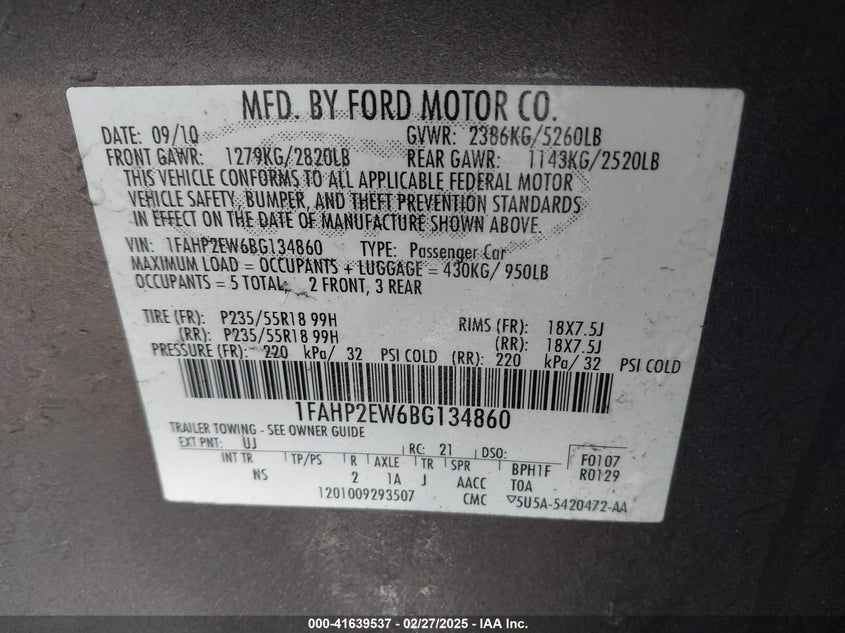 MFD. BY FORD MOTOR CO.
DATE: 09/10 GVWR: 2386KG/5260LB
FRONT GAWR: 1279KG/2820LB REAR GAWR: 1143KG/2520LB
THIS VEHICLE CONFORMS TO ALL APPLICABLE FEDERAL MOTOR
VEHICLE SAFETY, BUMPER, AND THEFT PREVENTION STANDARDS
IN EFFECT ON THE DATE OF MANUFACTURE SHOWN ABOVE.
VIN: 1FAHP2EW6BG134860 TYPE: Passenger Car
MAXIMUM LOAD = OCCUPANTS + LUGGAGE = 430KG/ 950LB
OCCUPANTS = 5 TOTAL; 2 FRONT, 3 REAR
TIRE (FR): P235/55R18 99H RIMS (FR): 18X7.5J
(RR): P235/55R18 99H (RR): 18X7.5J
PRESSURE (FR): 220 kPa/ 32 PSI COLD (RR): 220 kPa/ 32 PSI COLD
1FAHP2EW6BG134860
TRAILER TOWING - SEE OWNER GUIDE
EXT PNT: UJ RC: 21 DSO: F0107
INT TR TP/PS R AXLE TR SPR BPH1F R0129
NS 2 1A J AACC TOA
1201009293507 CMC ▽5U5A-5420472-AA
000-41639537 - 02/27/2025 - IAA Inc.